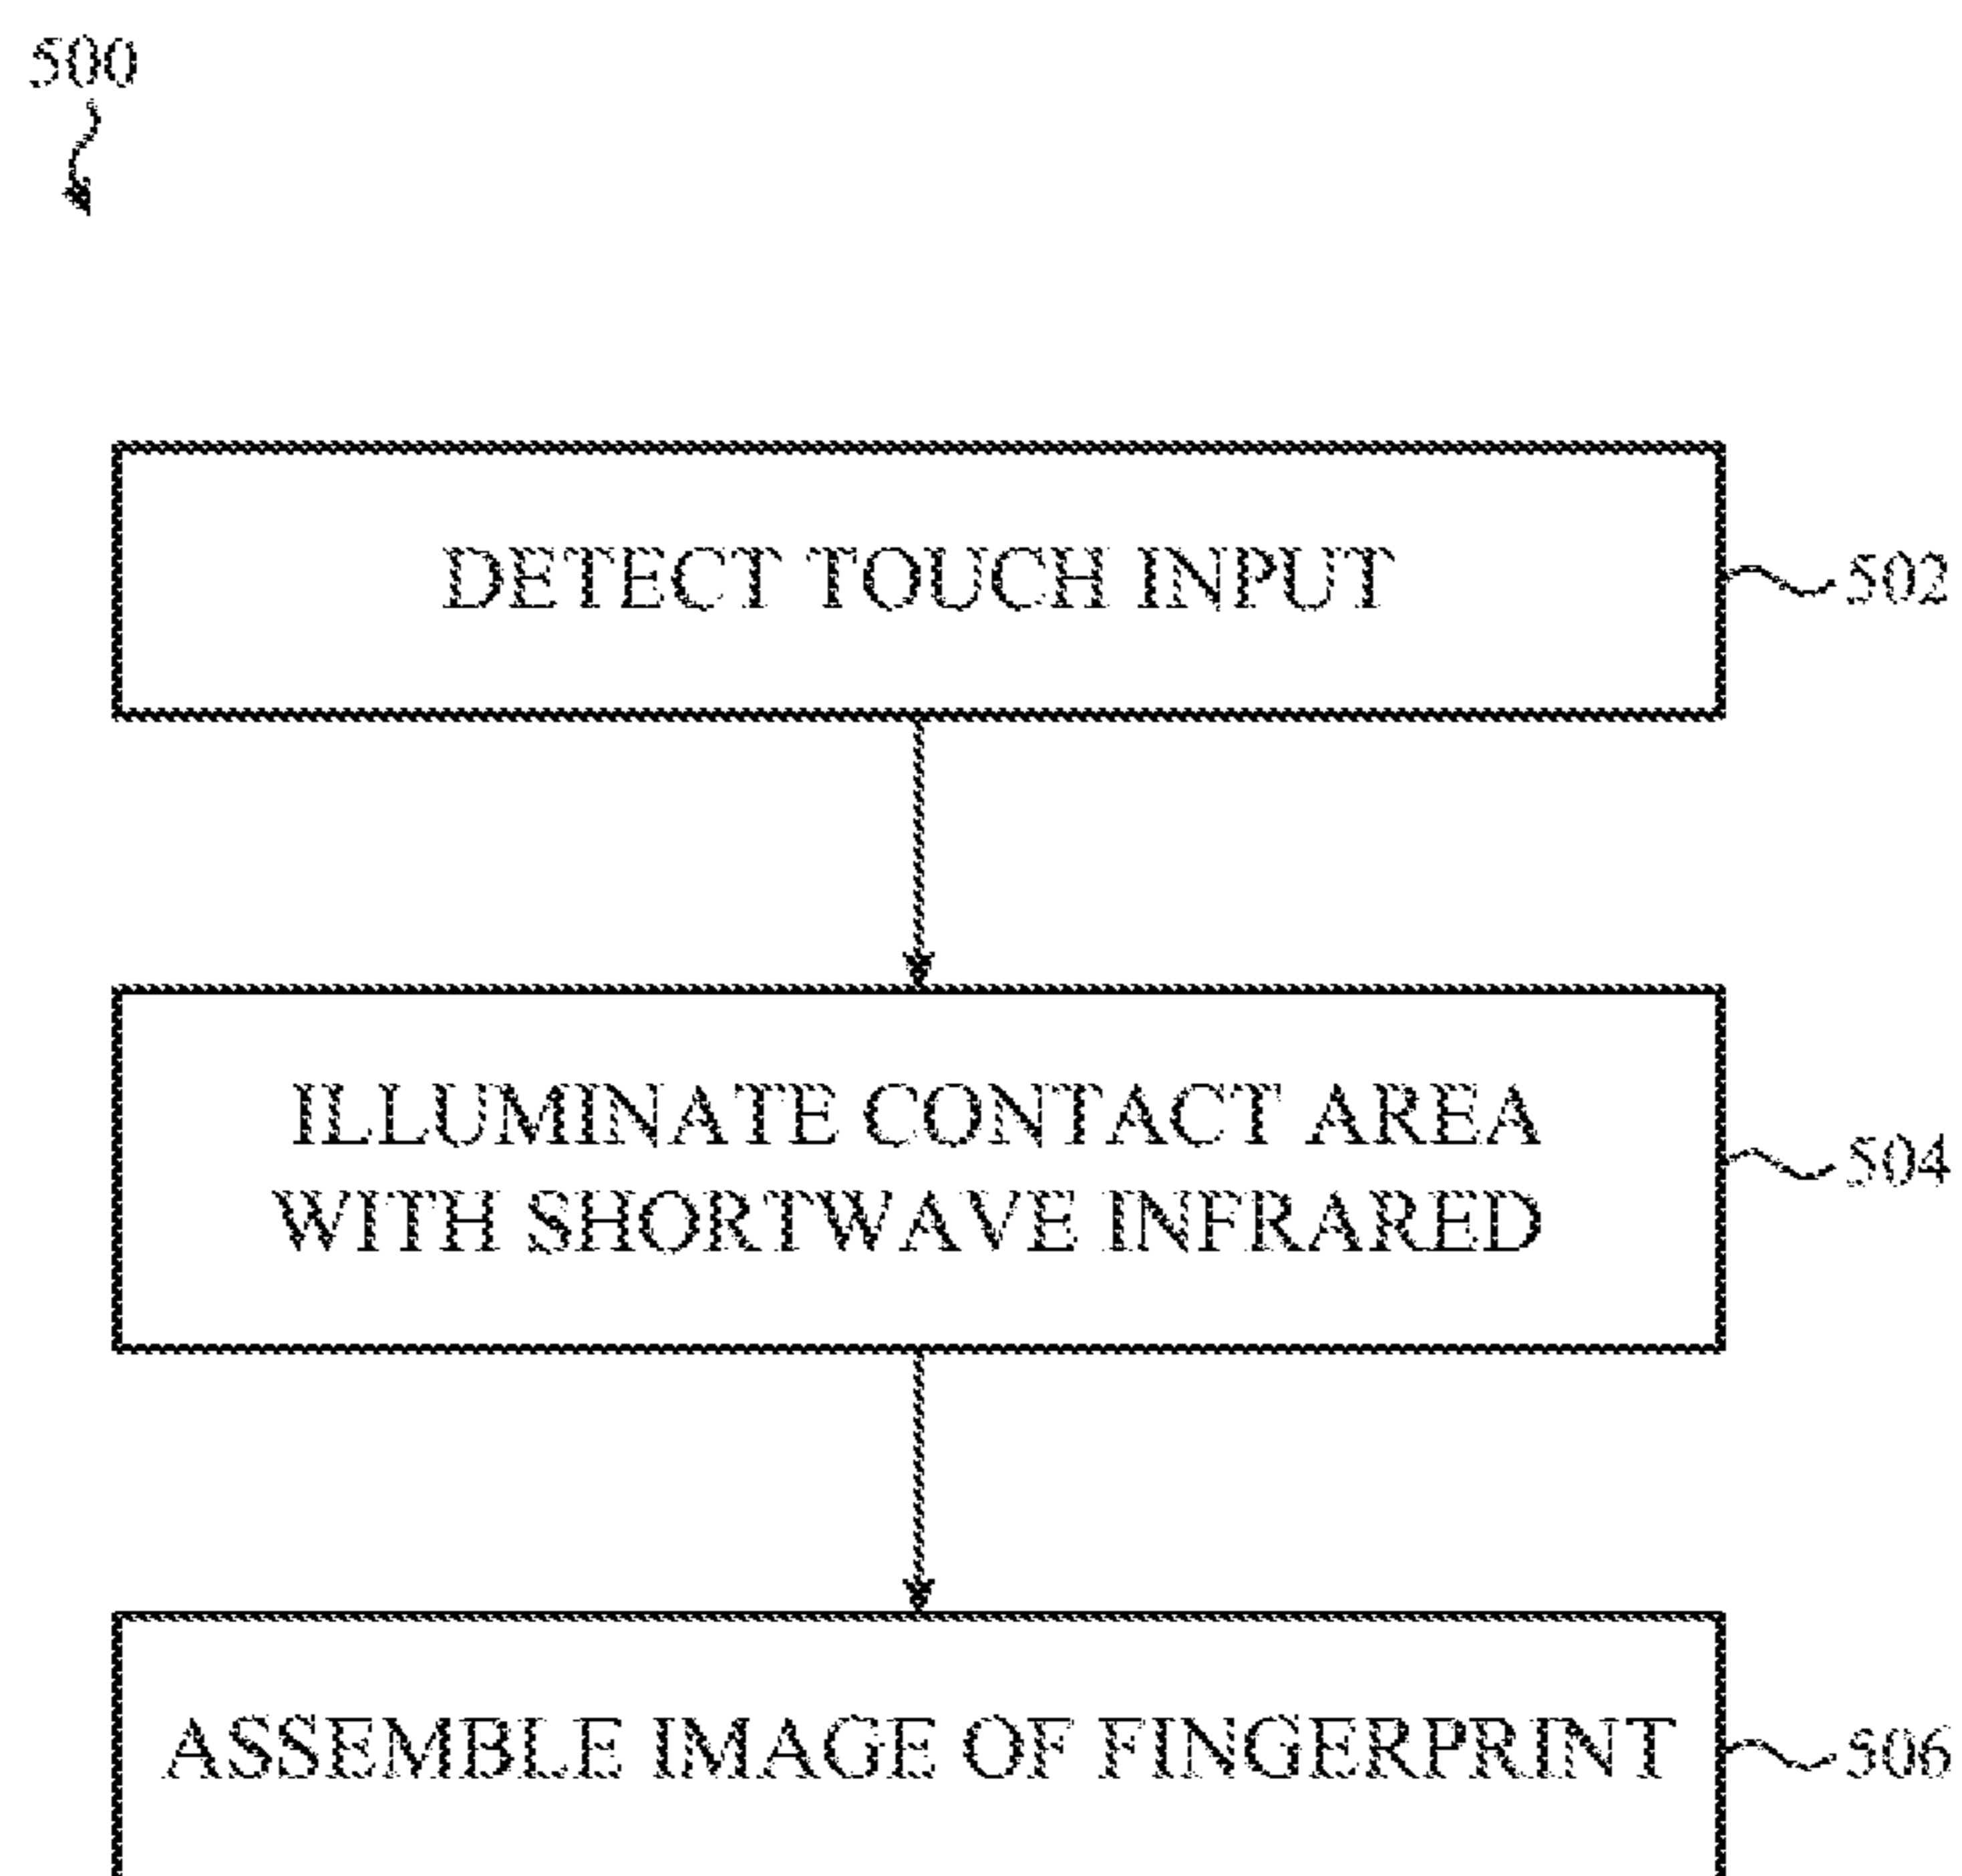 500
DETECT TOUCH INPUT
502
ILLUMINATE CONTACT AREA
WITH SHORTWAVE INFRARED
504
ASSEMBLE IMAGE OF FINGERPRINT
506